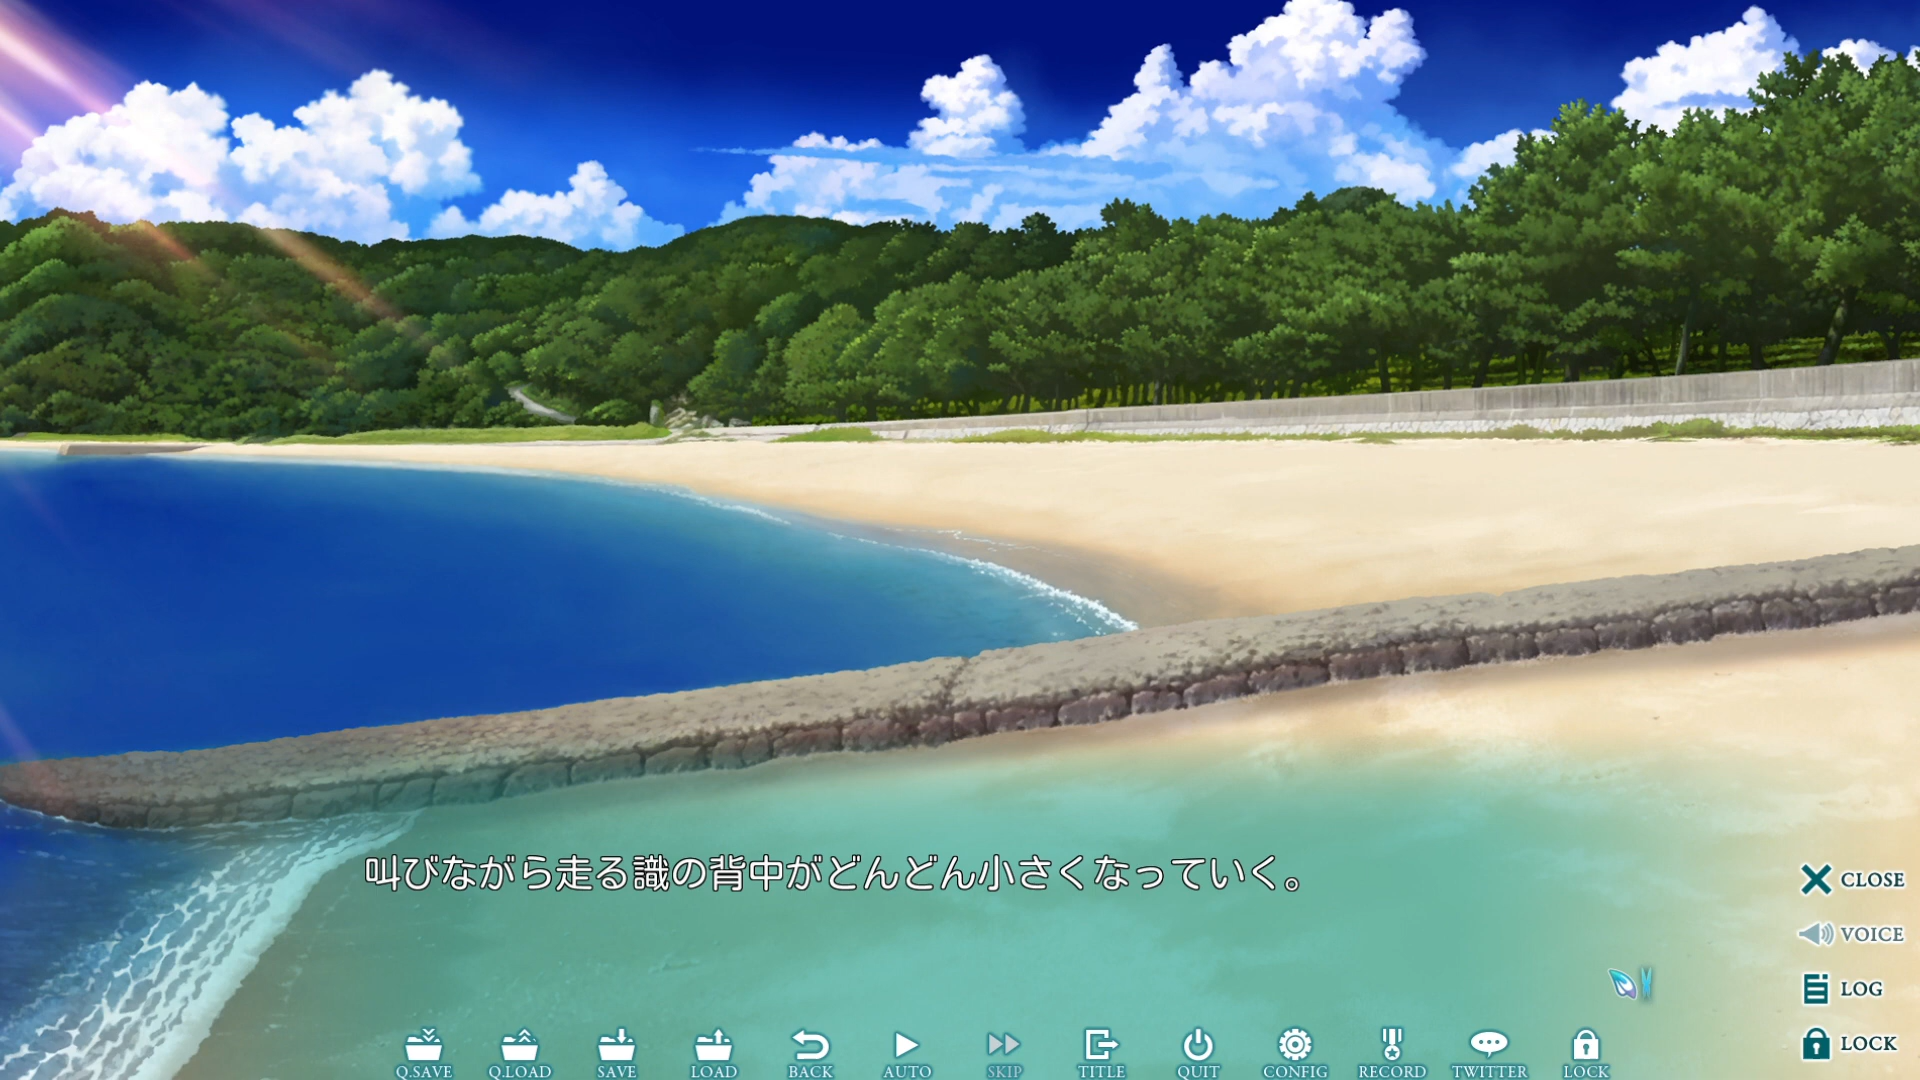 叫びながら走る識の背中がどんどん小さくなっていく。
CLOSE
VOICE
LOG
LOCK
Q.SAVE Q.LOAD SAVE LOAD BACK AUTO SKIP TITLE QUIT CONFIG RECORD TWITTER LOCK